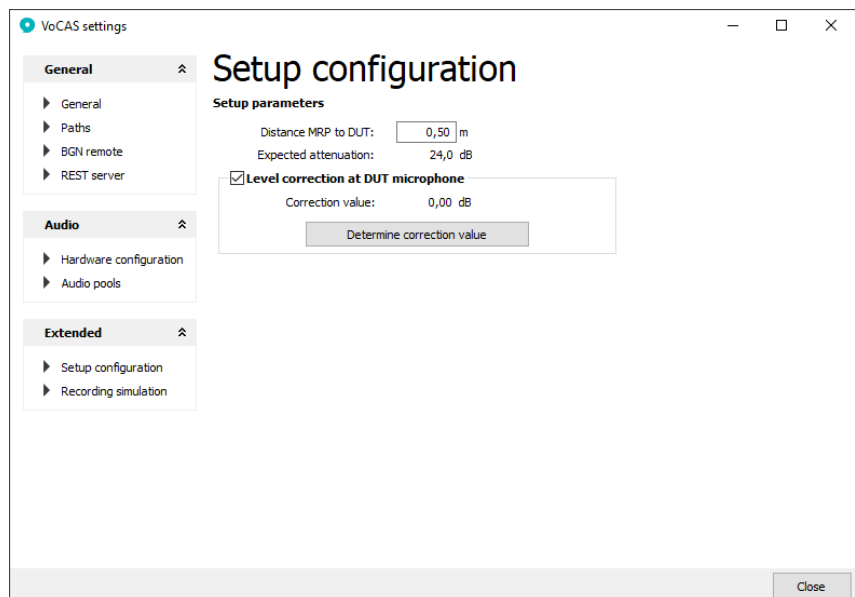 VoCAS settings
General
General
Paths
BGN remote
REST server
Audio
Hardware configuration
Audio pools
Extended
Setup configuration
Recording simulation
Setup configuration
Setup parameters
Distance MRP to DUT: 0,50 m
Expected attenuation: 24,0 dB
Level correction at DUT microphone
Correction value: 0,00 dB
Determine correction value
Close